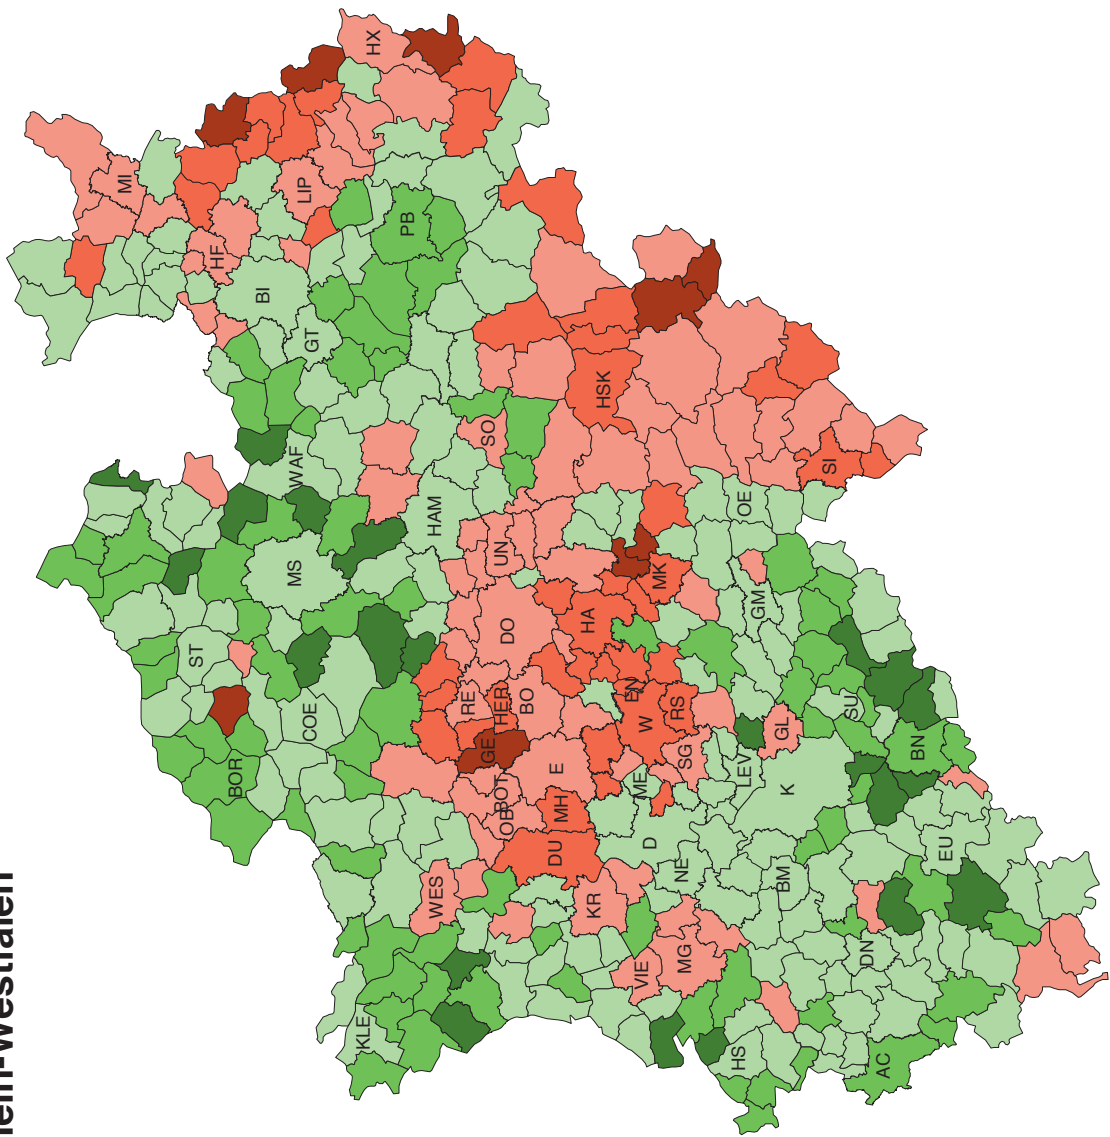 lein-Westfalen
HX
MI
LIP
PB
HF
BI
GT
HSK
SO
WAF
SI
HAM
OE
MS
UN
MK
GM
DO
HA
ST
RE
HER
BO
EN
W
RS
SU
COE
GE
SG
GL
BN
BOR
BOT
OB
E
MH
ME
LEV
K
DU
D
NE
BM
EU
WES
KR
VIE
MG
DN
KLE
HS
AC